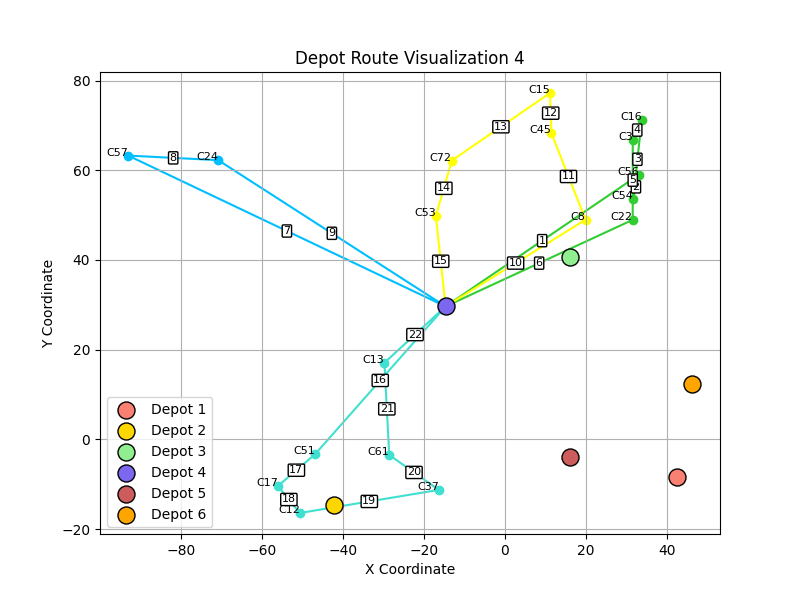 Depot Route Visualization 4
Y Coordinate
80
60
40
20
0
−20
−80
−60
−40
−20
0
20
40
X Coordinate
C57
8
C24
7
9
C15
12
C45
13
C72
14
11
C53
C8
15
10
C16
4
C3
3
C56
5
2
C54
C22
1
6
22
C13
16
21
C51
C61
17
20
C17
C37
18
19
C12
Depot 1
Depot 2
Depot 3
Depot 4
Depot 5
Depot 6